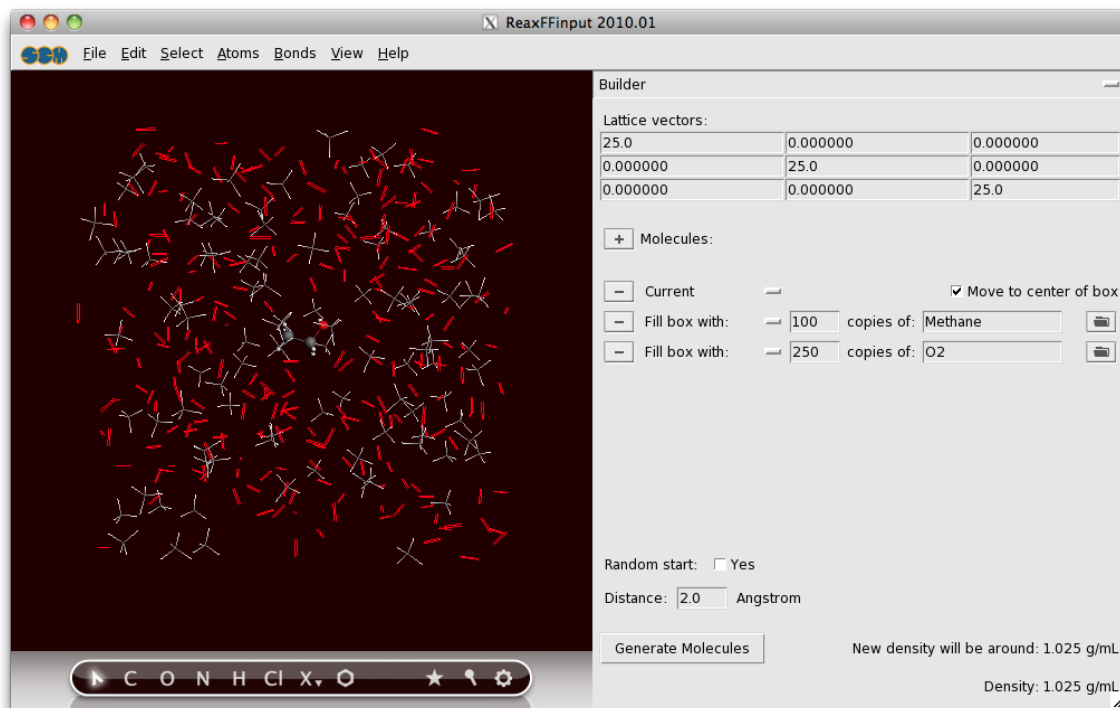 ReaxFFinput 2010.01
SCM File Edit Select Atoms Bonds View Help
Builder
Lattice vectors:
25.0 0.000000 0.000000
0.000000 25.0 0.000000
0.000000 0.000000 25.0
+ Molecules:
− Current Move to center of box
− Fill box with: 100 copies of: Methane
− Fill box with: 250 copies of: O2
Random start: Yes
Distance: 2.0 Angstrom
Generate Molecules New density will be around: 1.025 g/mL
Density: 1.025 g/mL
C O N H Cl X